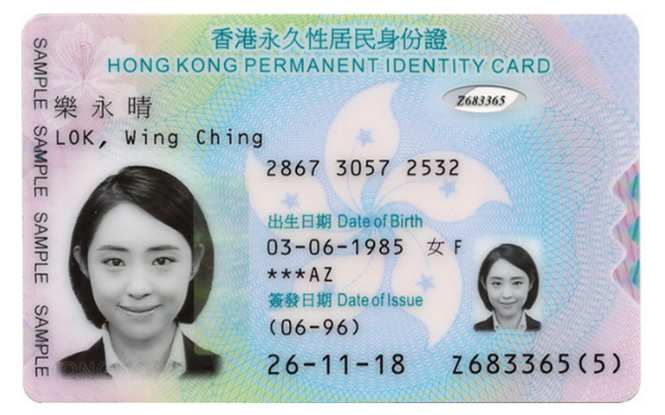 香港永久性居民身份證
HONG KONG PERMANENT IDENTITY CARD
Z683365
樂永晴
LOK, Wing Ching
2867 3057 2532
出生日期 Date of Birth
03-06-1985 女 F
***AZ
簽發日期 Date of Issue
(06-96)
26-11-18 Z683365(5)
SAMPLE SAMPLE SAMPLE SAMPLE
HONG KONG